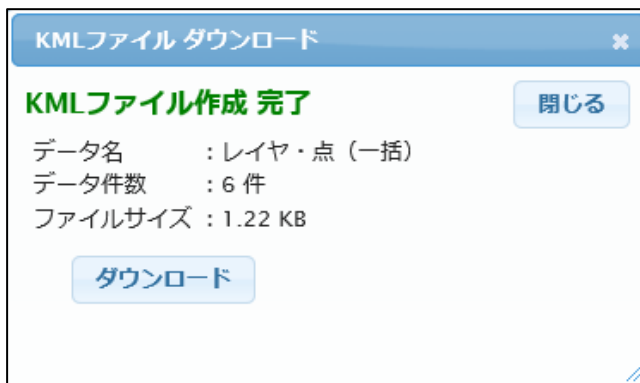 KMLファイル ダウンロード
KMLファイル作成 完了
閉じる
データ名 :レイヤ・点（一括）
データ件数 :6 件
ファイルサイズ :1.22 KB
ダウンロード